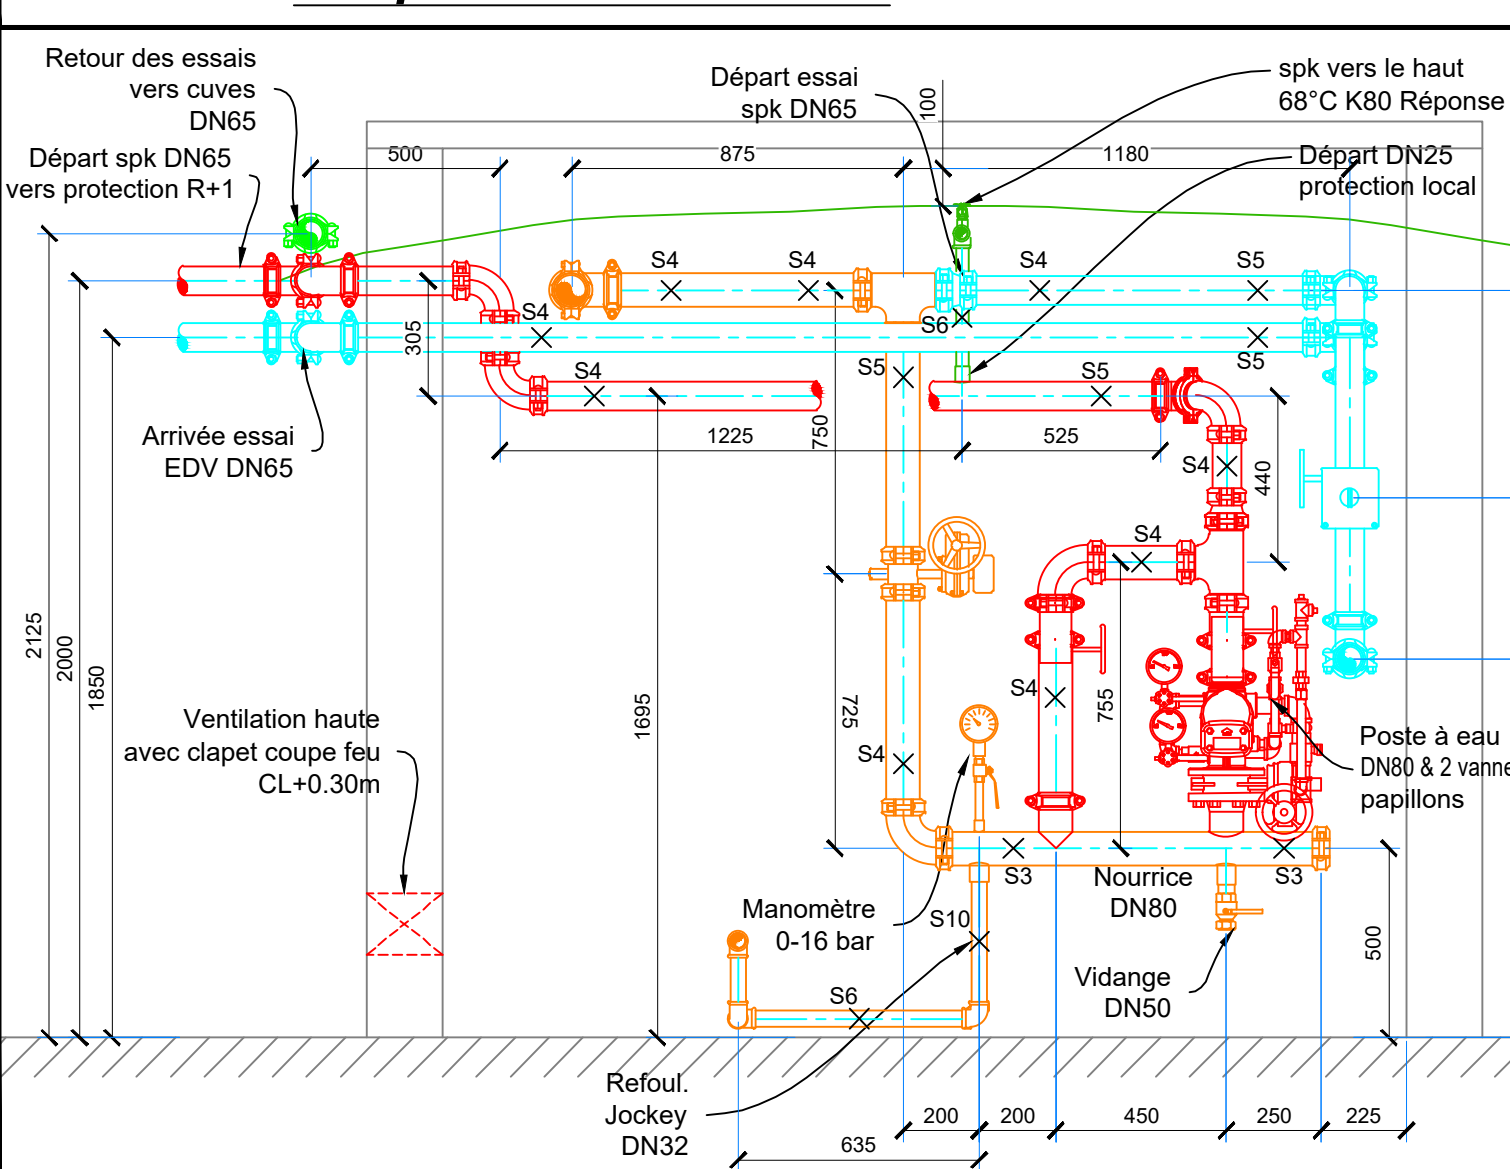 Retour des essais
vers cuves
DN65
Départ spk DN65
vers protection R+1
Départ essai
spk DN65
100
spk vers le haut
68°C K80 Réponse
Départ DN25
protection local
500
875
1180
S4
S4
S4
S5
S4
S6
S5
S5
S4
S5
305
750
1225
525
S4
440
Arrivée essai
EDV DN65
S4
2125
2000
1850
1695
725
755
S4
S4
Ventilation haute
avec clapet coupe feu
CL+0.30m
Poste à eau
DN80 & 2 vanne
papillons
S3
S3
Nourrice
DN80
Manomètre
0-16 bar
S10
500
Vidange
DN50
S6
Refoul.
Jockey
DN32
200
200
450
250
225
635